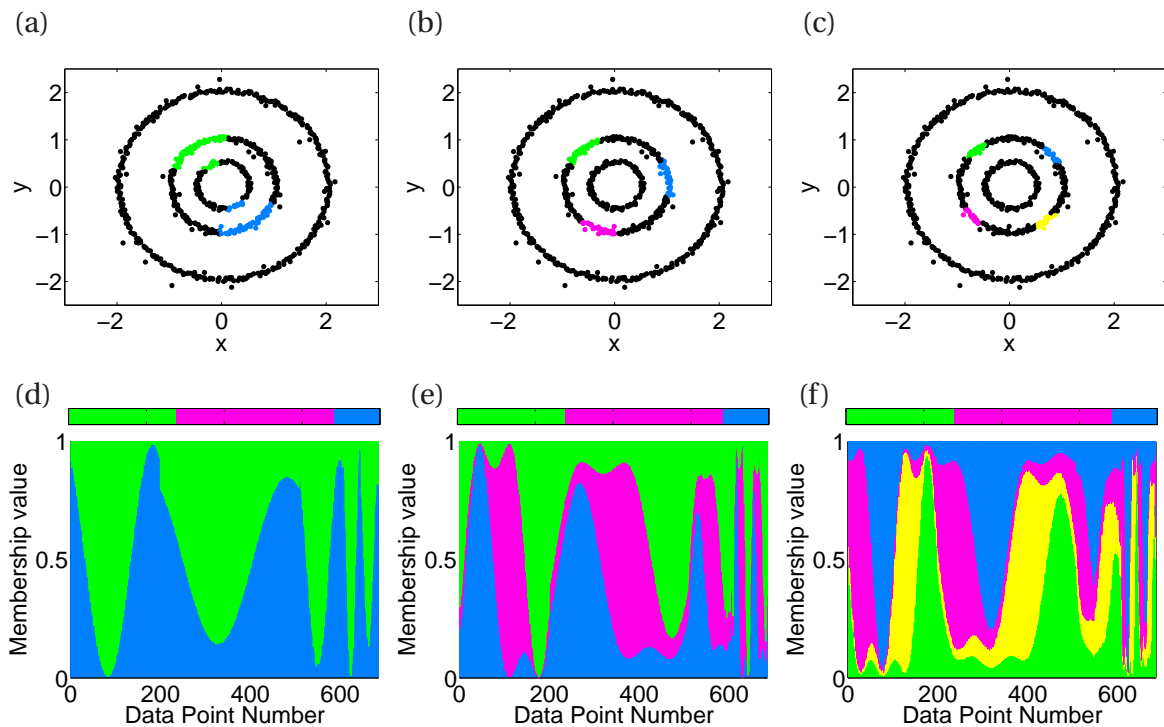 (a) (b) (c)
2 2 2
1 1 1
y 0 y 0 y 0
−1 −1 −1
−2 −2 −2
−2 0 2 −2 0 2 −2 0 2
x x x
(d) (e) (f)
1 1 1
Membership value Membership value Membership value
0.5 0.5 0.5
0 0 0
0 200 400 600 0 200 400 600 0 200 400 600
Data Point Number Data Point Number Data Point Number